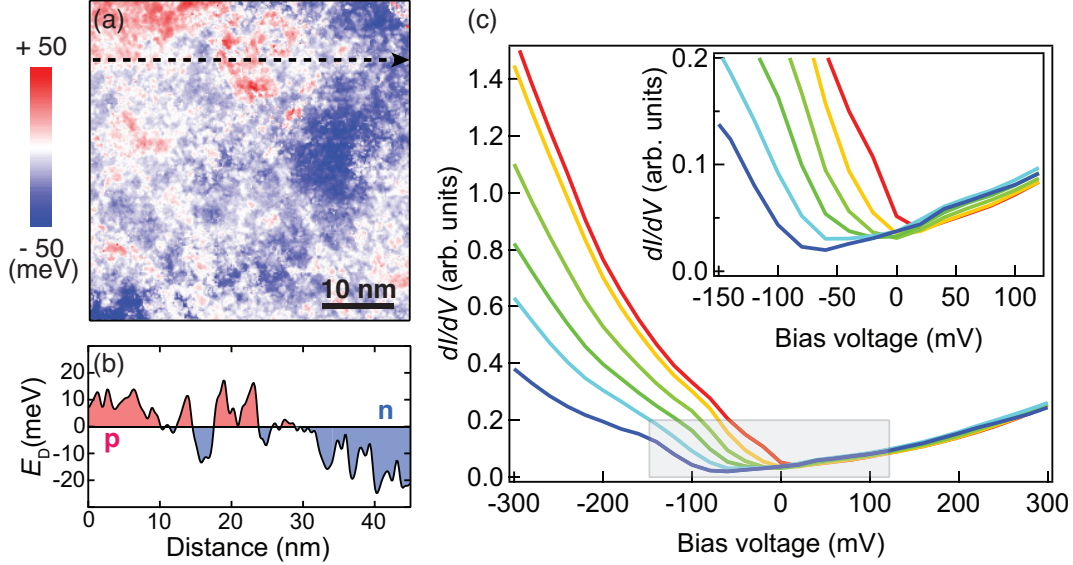 (a)
+ 50
- 50
(meV)
10 nm
(b)
20
10
0
-10
-20
E_D(meV)
p
n
0
10
20
30
40
Distance (nm)
(c)
1.4
1.2
1.0
0.8
0.6
0.4
0.2
0.0
dI/dV (arb. units)
-300
-200
-100
0
100
200
300
Bias voltage (mV)
0.2
0.1
0.0
dI/dV (arb. units)
-150
-100
-50
0
50
100
Bias voltage (mV)